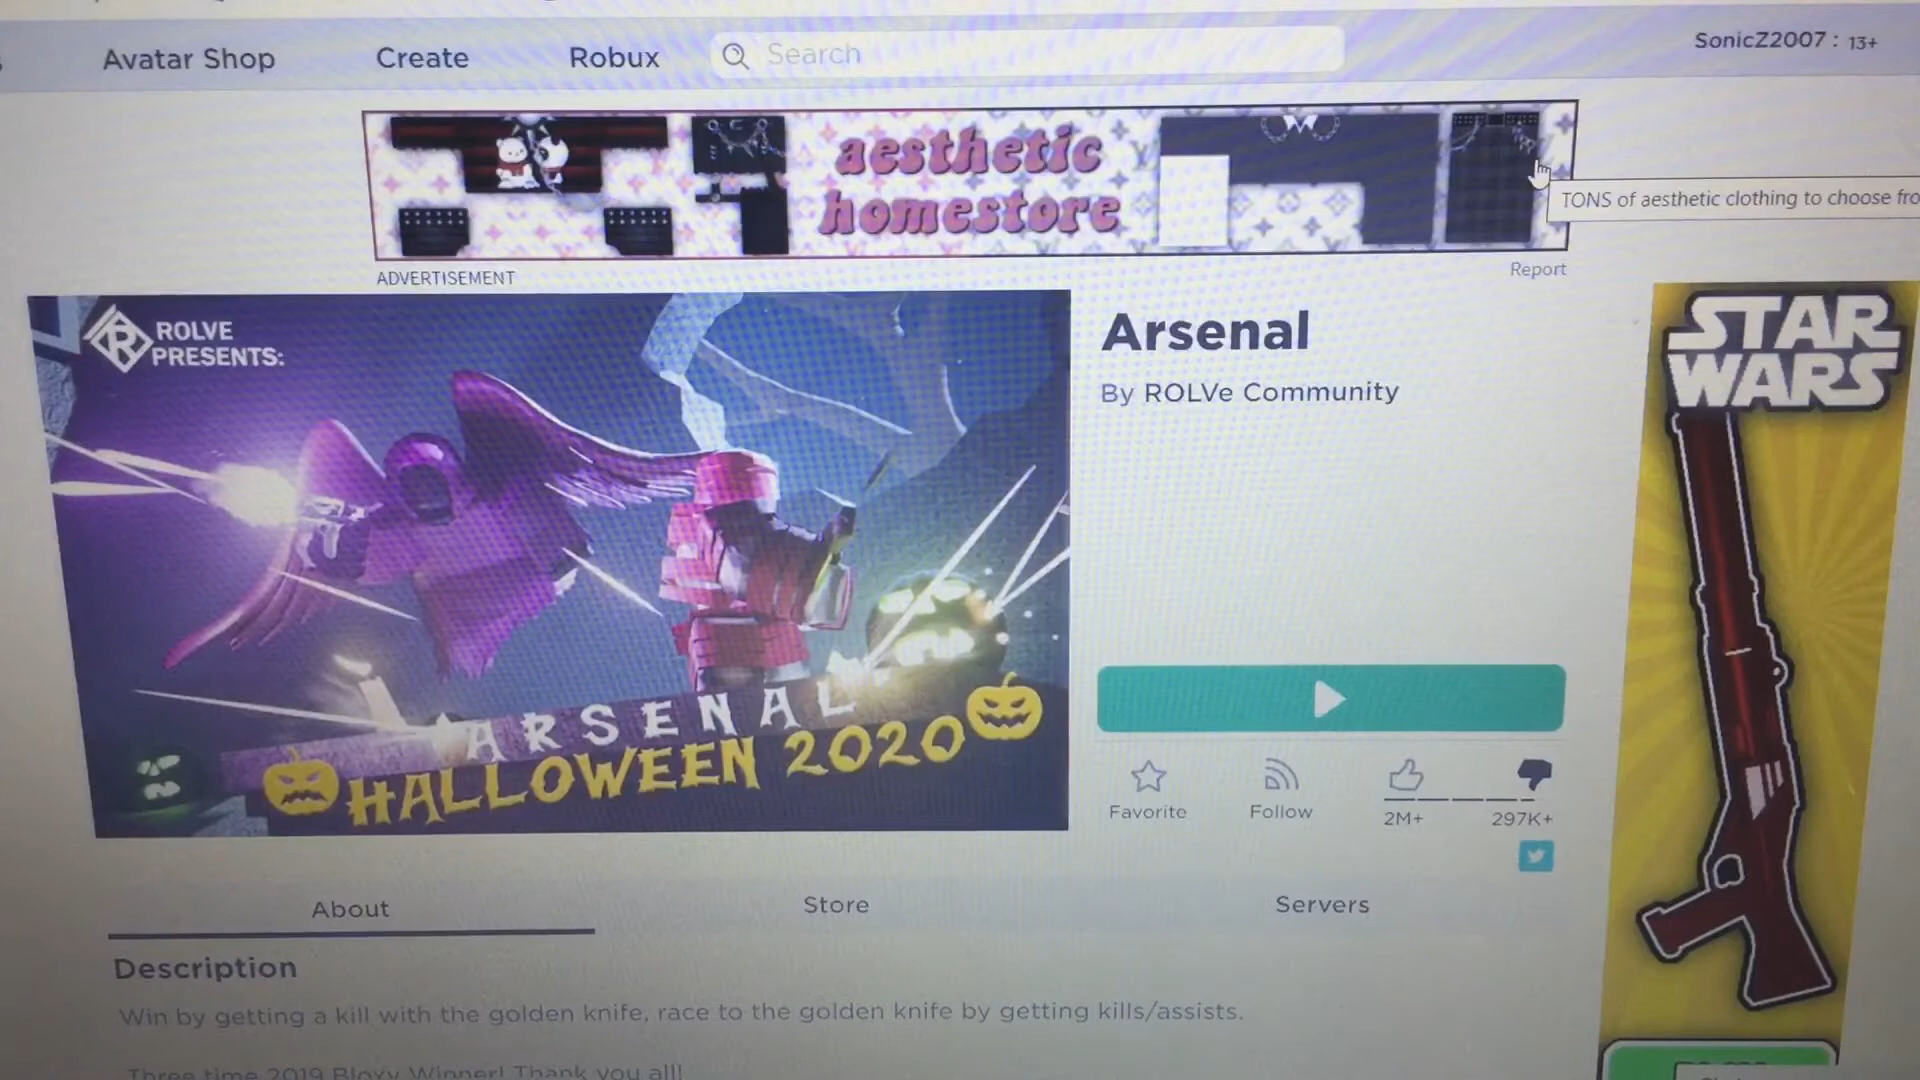 Avatar Shop
Create
Robux
Search
SonicZ2007 : 13+
aesthetic
homestore
TONS of aesthetic clothing to choose fro
ADVERTISEMENT
Report
ROLVE
PRESENTS:
ARSENAL
HALLOWEEN 2020
Arsenal
By ROLVe Community
STAR
WARS
Favorite
Follow
2M+
297K+
About
Store
Servers
Description
Win by getting a kill with the golden knife, race to the golden knife by getting kills/assists.
Three time 2019 Bloxy Winner! Thank you all!